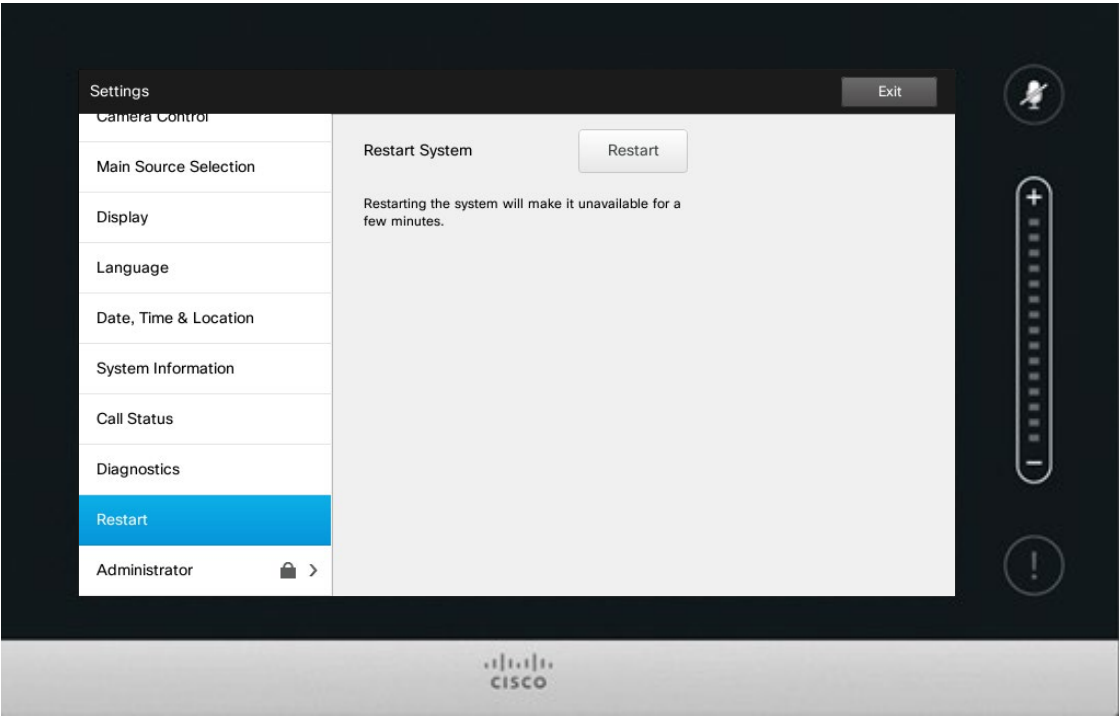 Settings
Exit
Camera Control
Main Source Selection
Display
Language
Date, Time & Location
System Information
Call Status
Diagnostics
Restart
Administrator
Restart System
Restart
Restarting the system will make it unavailable for a
few minutes.
+
−
!
CISCO